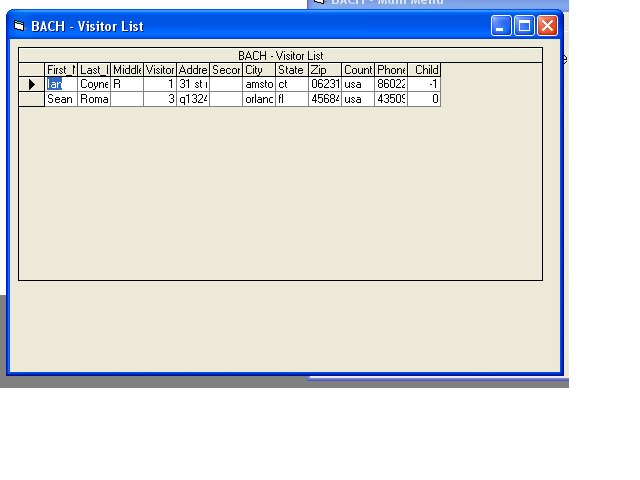 BACH - Main Menu
BACH - Visitor List
BACH - Visitor List
First_N Last_I Middle Visitor Addre Secor City State Zip Count Phone Child
Ian Coyne R 1 31 st r amsto ct 06231 usa 86022 -1
Sean Roma 3 q1324 orlanc fl 45684 usa 43509 0
e